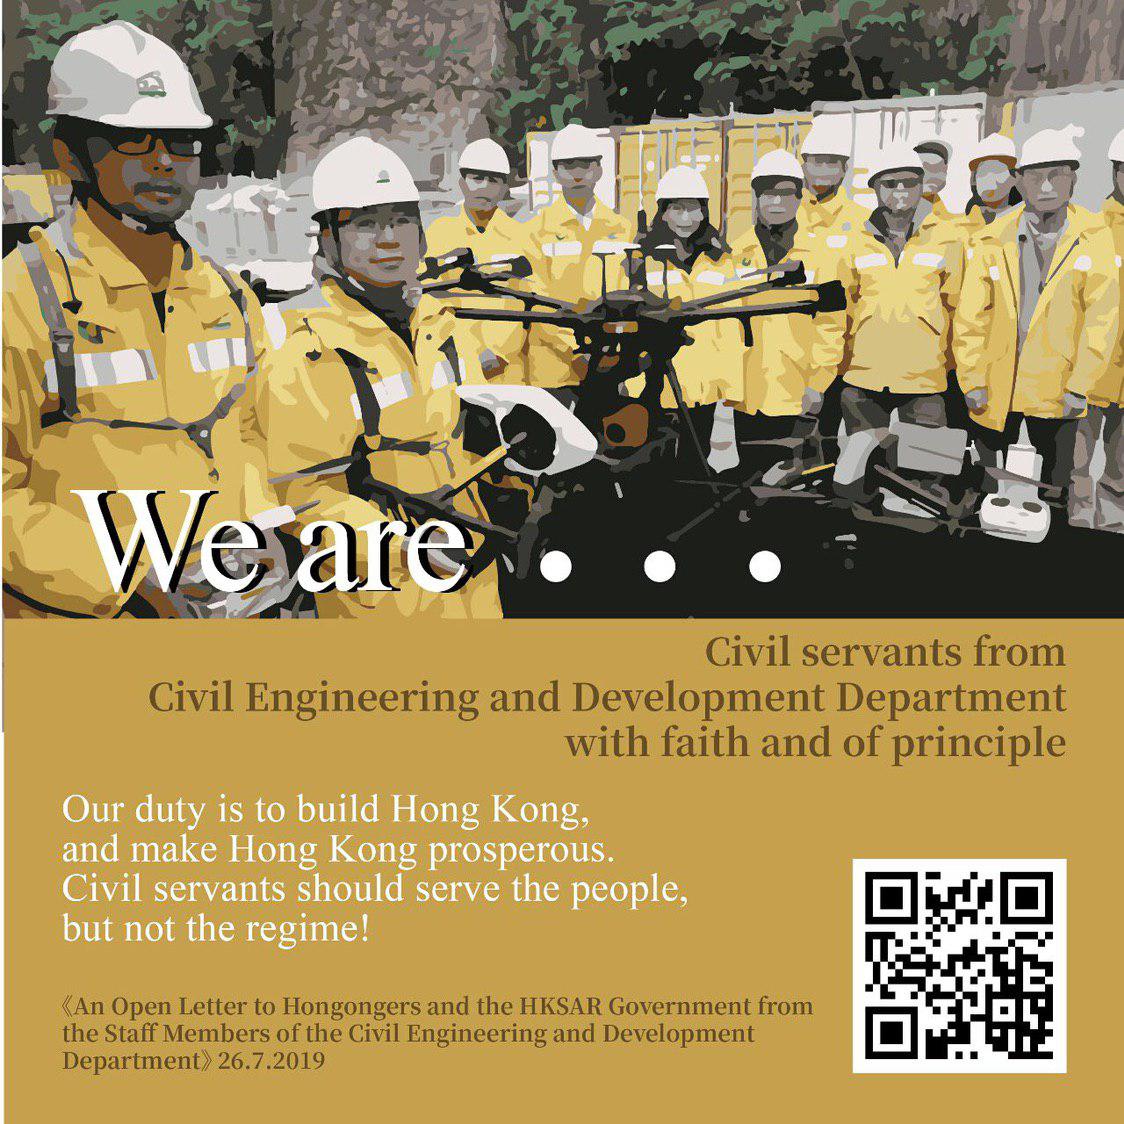 We are
Civil servants from
Civil Engineering and Development Department
with faith and of principle
Our duty is to build Hong Kong,
and make Hong Kong prosperous.
Civil servants should serve the people,
but not the regime!
《An Open Letter to Hongongers and the HKSAR Government from
the Staff Members of the Civil Engineering and Development
Department》 26.7.2019